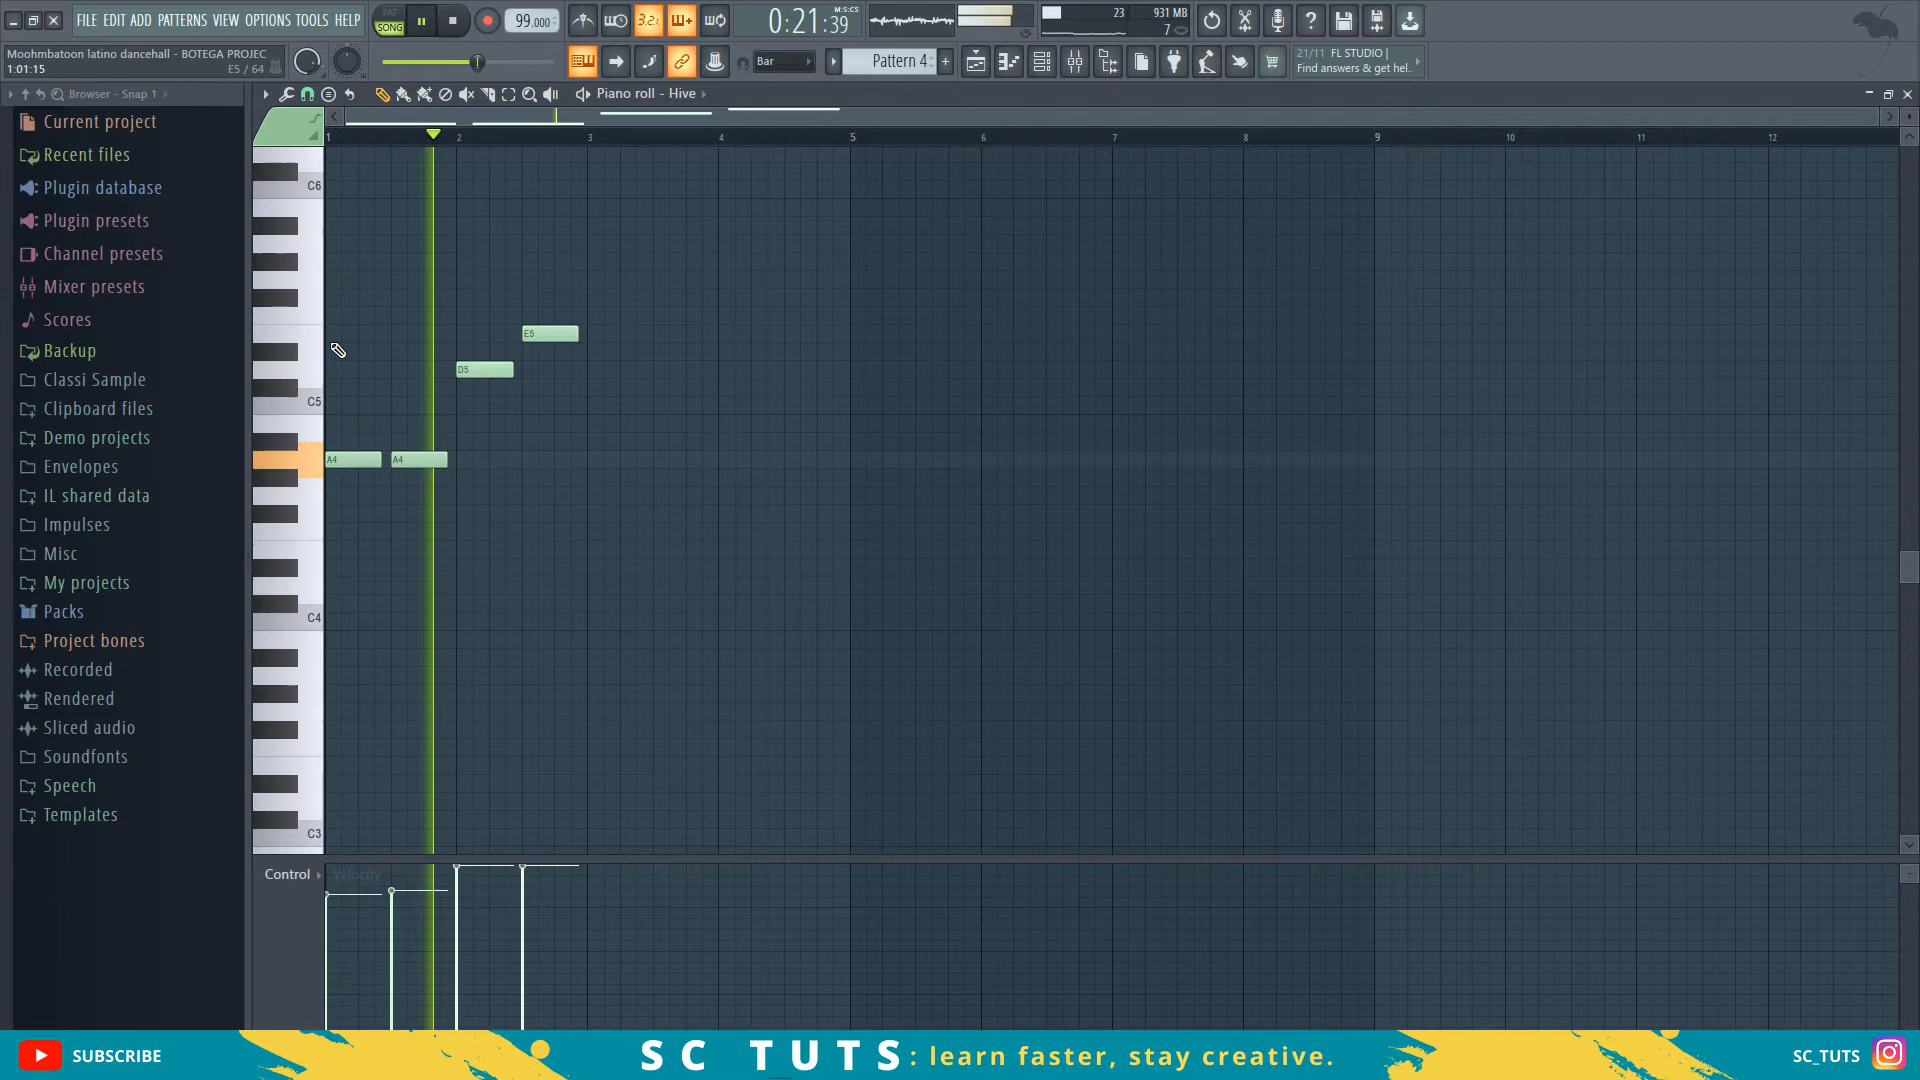 FILE EDIT ADD PATTERNS VIEW OPTIONS TOOLS HELP
PAT
SONG
99.000
3.2.
0:21:39
M:S:CS
23
931 MB
7
Moohmbatoon latino dancehall - BOTEGA PROJEC
1:01:15
E5 / 64
Bar
Pattern 4
21/11 FL STUDIO |
Find answers & get hel..
Browser - Snap 1
Piano roll - Hive
Current project
Recent files
Plugin database
Plugin presets
Channel presets
Mixer presets
Scores
Backup
Classi Sample
Clipboard files
Demo projects
Envelopes
IL shared data
Impulses
Misc
My projects
Packs
Project bones
Recorded
Rendered
Sliced audio
Soundfonts
Speech
Templates
1 2 3 4 5 6 7 8 9 10 11 12
C6
E5
D5
C5
A4 A4
C4
C3
Control
Velocity
SUBSCRIBE
SC TUTS: learn faster, stay creative.
SC_TUTS